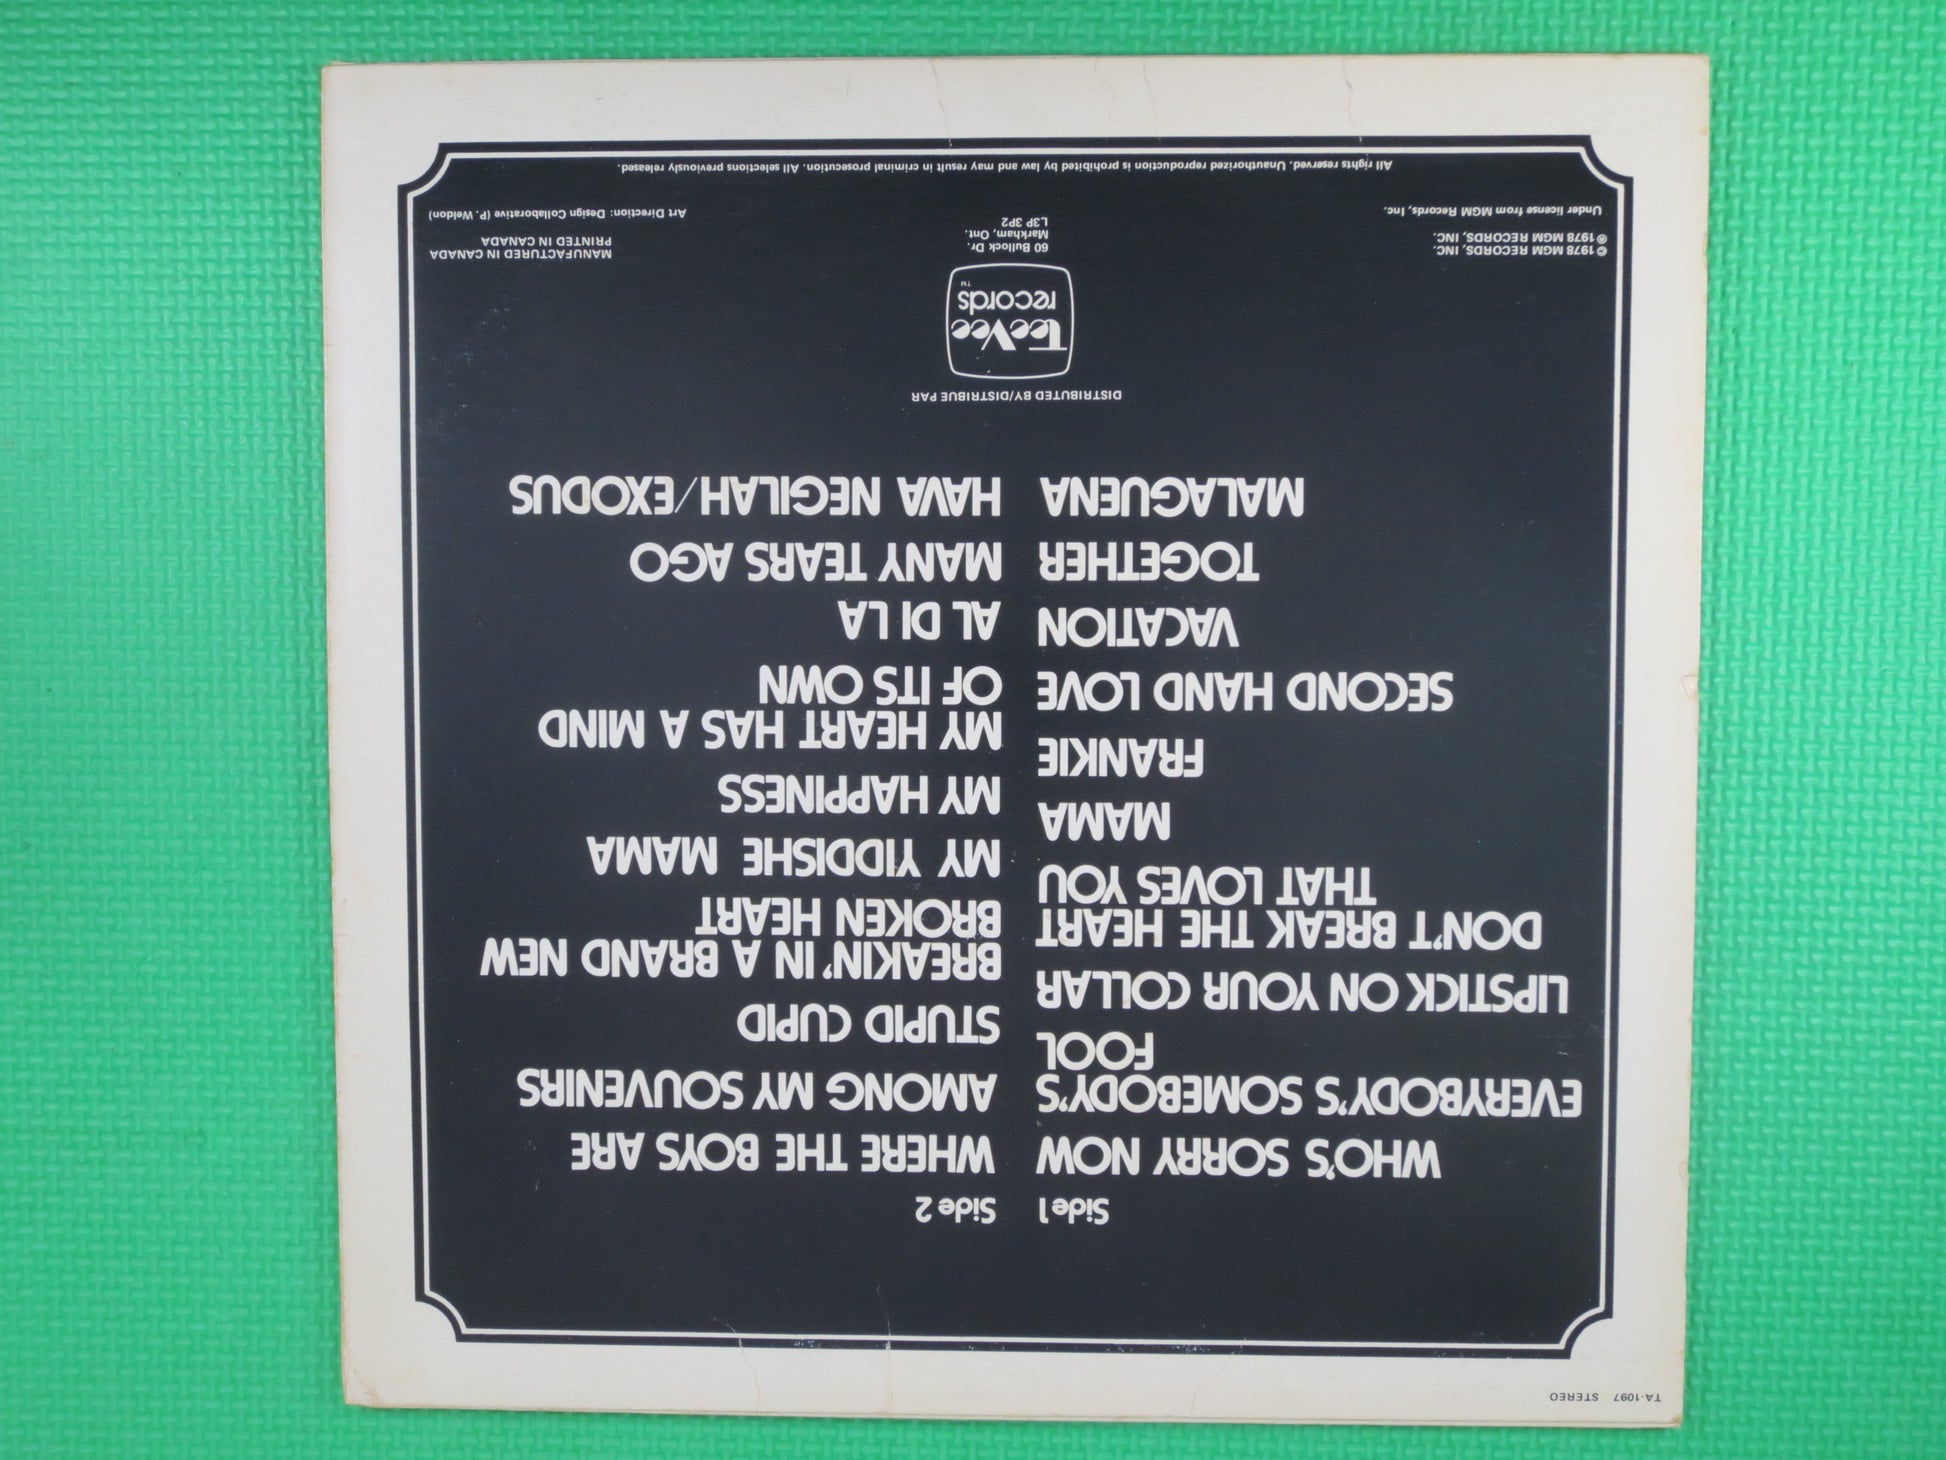 TA-1097 STEREO
Side 1
WHO'S SORRY NOW
EVERYBODY'S SOMEBODY'S
FOOL
LIPSTICK ON YOUR COLLAR
DON'T BREAK THE HEART
THAT LOVES YOU
MAMA
FRANKIE
SECOND HAND LOVE
VACATION
TOGETHER
MALAGUENA
Side 2
WHERE THE BOYS ARE
AMONG MY SOUVENIRS
STUPID CUPID
BREAKIN' IN A BRAND NEW
BROKEN HEART
MY YIDDISHE MAMA
MY HAPPINESS
MY HEART HAS A MIND
OF ITS OWN
AL DI LA
MANY TEARS AGO
HAVA NEGILAH/EXODUS
DISTRIBUTED BY/DISTRIBUE PAR
TeeVee
records
TM
60 Bullock Dr.
Markham, Ont.
L3P 3P2
© 1978 MGM RECORDS, INC.
℗ 1978 MGM RECORDS, INC.
Under license from MGM Records, Inc.
MANUFACTURED IN CANADA
PRINTED IN CANADA
Art Direction: Design Collaborative (P. Weldon)
All rights reserved. Unauthorized reproduction is prohibited by law and may result in criminal prosecution. All selections previously released.